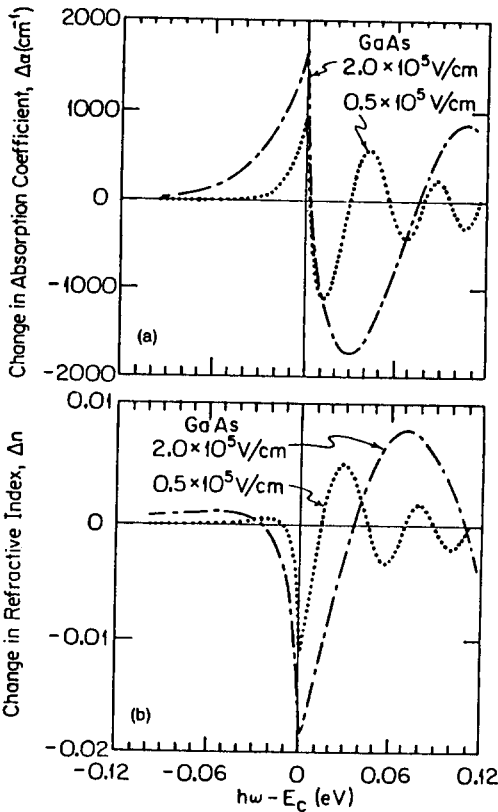 Change in Absorption Coefficient, Δα(cm⁻¹)
2000
1000
0
-1000
-2000
GaAs
2.0×10⁵V/cm
0.5×10⁵V/cm
(a)
Change in Refractive Index, Δn
0.01
0
-0.01
-0.02
GaAs
2.0×10⁵V/cm
0.5×10⁵V/cm
(b)
-0.12 -0.06 0 0.06 0.12
ħω-E_c (eV)